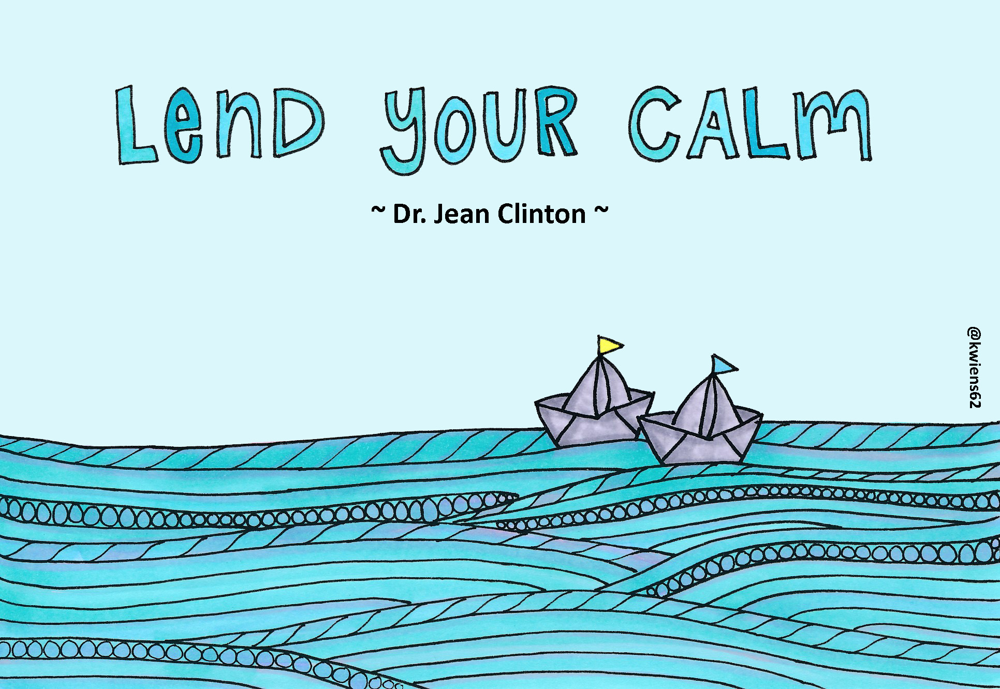 Lend your CALm
~ Dr. Jean Clinton ~
@kwiens62